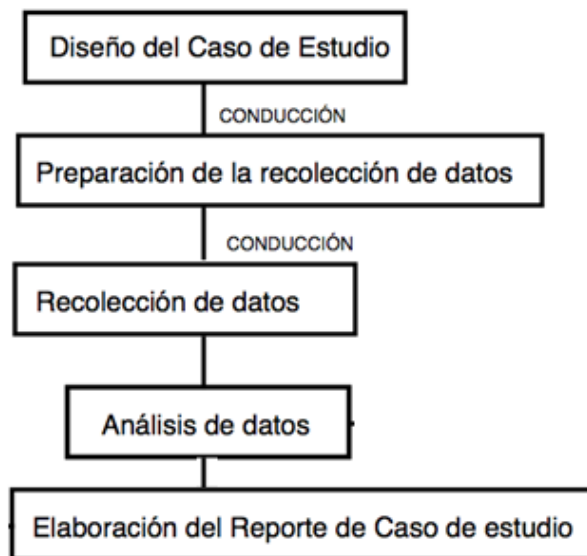 Diseño del Caso de Estudio
CONDUCCIÓN
Preparación de la recolección de datos
CONDUCCIÓN
Recolección de datos
Análisis de datos
Elaboración del Reporte de Caso de estudio